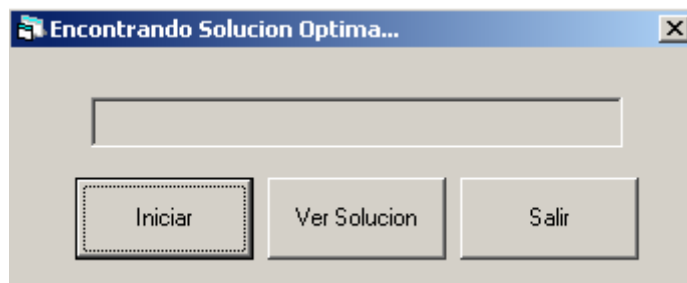 Encontrando Solucion Optima...
Iniciar Ver Solucion Salir